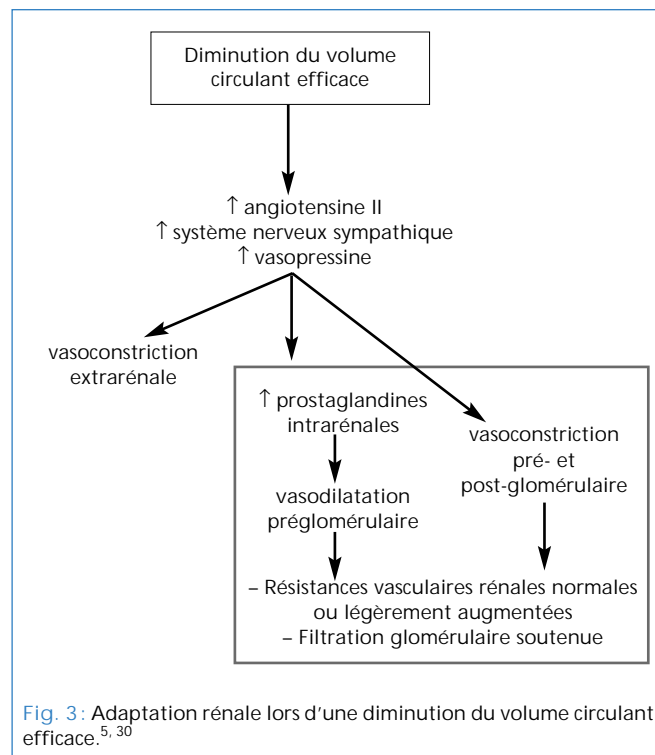 Diminution du volume
circulant efficace
↑ angiotensine II
↑ système nerveux sympathique
↑ vasopressine
vasoconstriction
extrarénale
↑ prostaglandines
intrarénales
vasodilatation
préglomérulaire
vasoconstriction
pré- et
post-glomérulaire
– Résistances vasculaires rénales normales
ou légèrement augmentées
– Filtration glomérulaire soutenue
Fig. 3: Adaptation rénale lors d’une diminution du volume circulant
efficace.5, 30